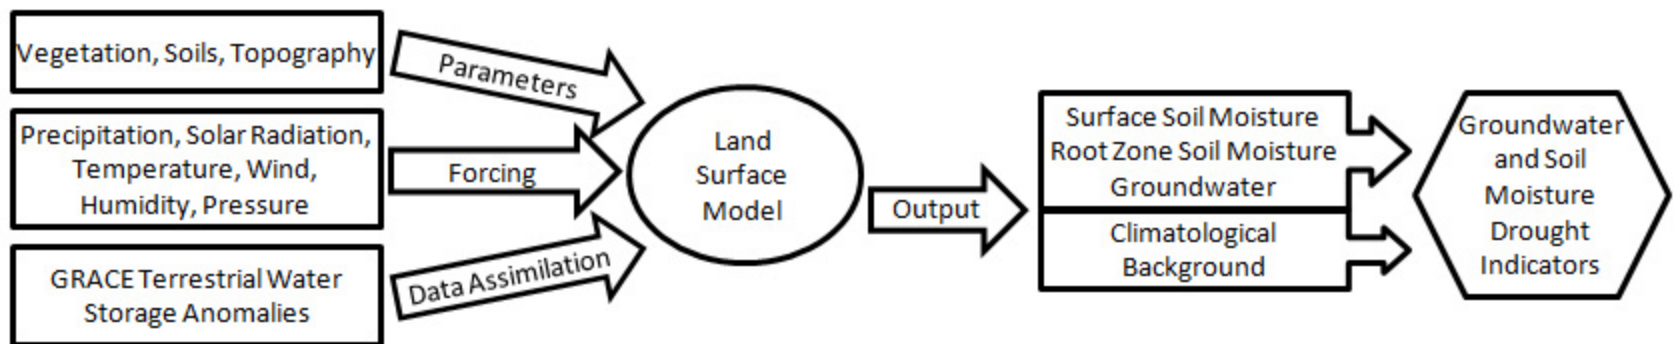 Vegetation, Soils, Topography
Parameters
Precipitation, Solar Radiation,
Temperature, Wind,
Humidity, Pressure
Forcing
GRACE Terrestrial Water
Storage Anomalies
Data Assimilation
Land
Surface
Model
Output
Surface Soil Moisture
Root Zone Soil Moisture
Groundwater
Climatological
Background
Groundwater
and Soil
Moisture
Drought
Indicators